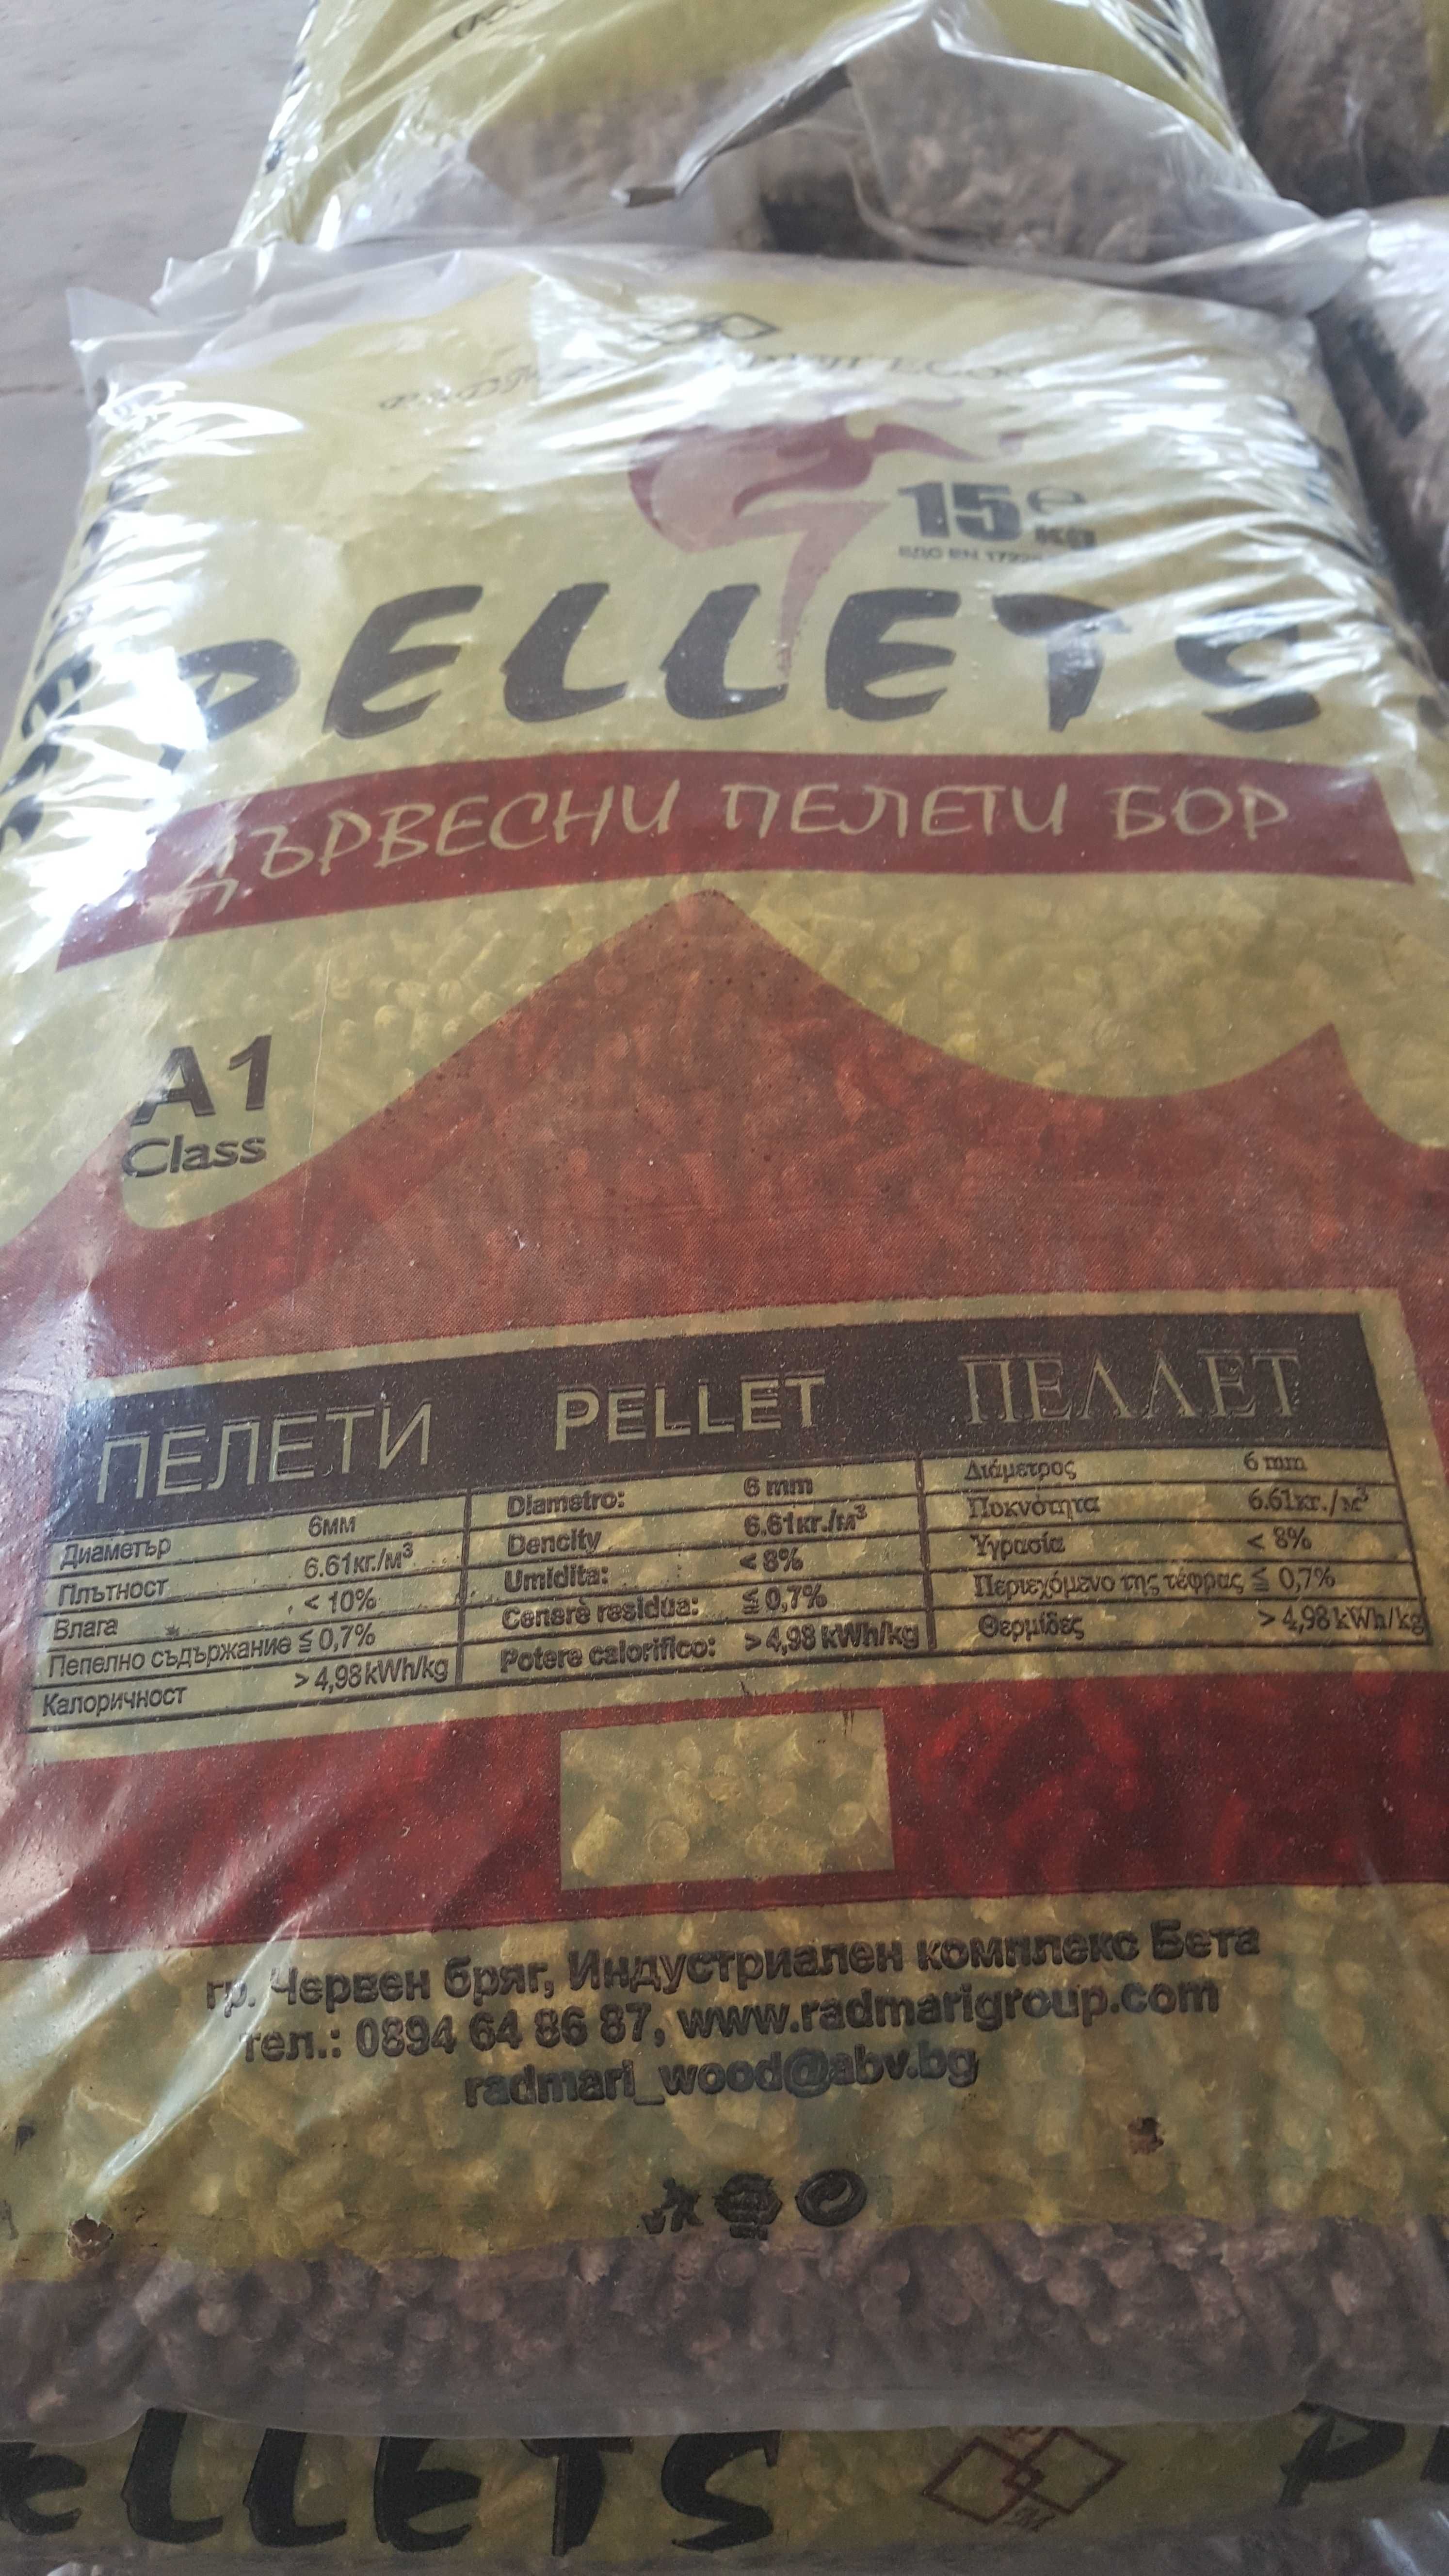 15 e
кg
PELLETS
ДЪРВЕСНИ ПЕЛЕТИ БОР
A1
Class
ПЕЛЕТИ PELLET ΠΕΛΛΕΤ
Диаметър 6мм Diametro: 6 mm Διάμετρος 6 mm
Плътност 6.61кг./м³ Dencity 6.61кг./м³ Πυκνότητα 6.61кг./м³
Влага < 10% Umidita: < 8% Υγρασία < 8%
Пепелно съдържание ≦ 0,7% Cenere residua: ≦ 0,7% Περιεχόμενο της τέφρας ≦ 0,7%
Калоричност > 4,98kWh/kg Potere calorifico: > 4,98 kWh/kg Θερμίδες > 4,98 kWh/kg
гр. Червен бряг, Индустриален комплекс Бета
тел.: 0894 64 86 87, www.radmarigroup.com
radmari_wood@abv.bg
ELLETS